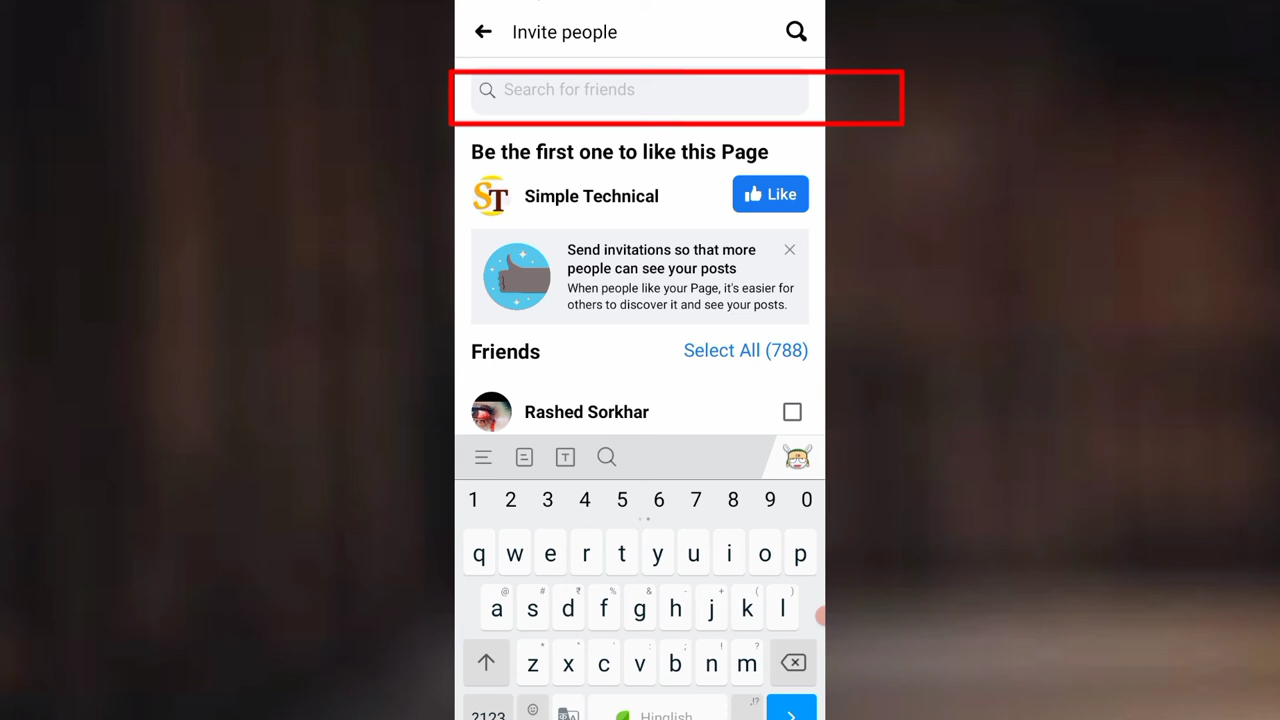 Invite people
Search for friends
Be the first one to like this Page
ST
Simple Technical
Like
Send invitations so that more
people can see your posts
When people like your Page, it's easier for
others to discover it and see your posts.
Friends
Select All (788)
Rashed Sorkhar
T
1 2 3 4 5 6 7 8 9 0
q w e r t y u i o p
@ # ₹ % & - + ( )
a s d f g h j k l
* " ' : ; ! ?
z x c v b n m
,!?
?123 Hinglish